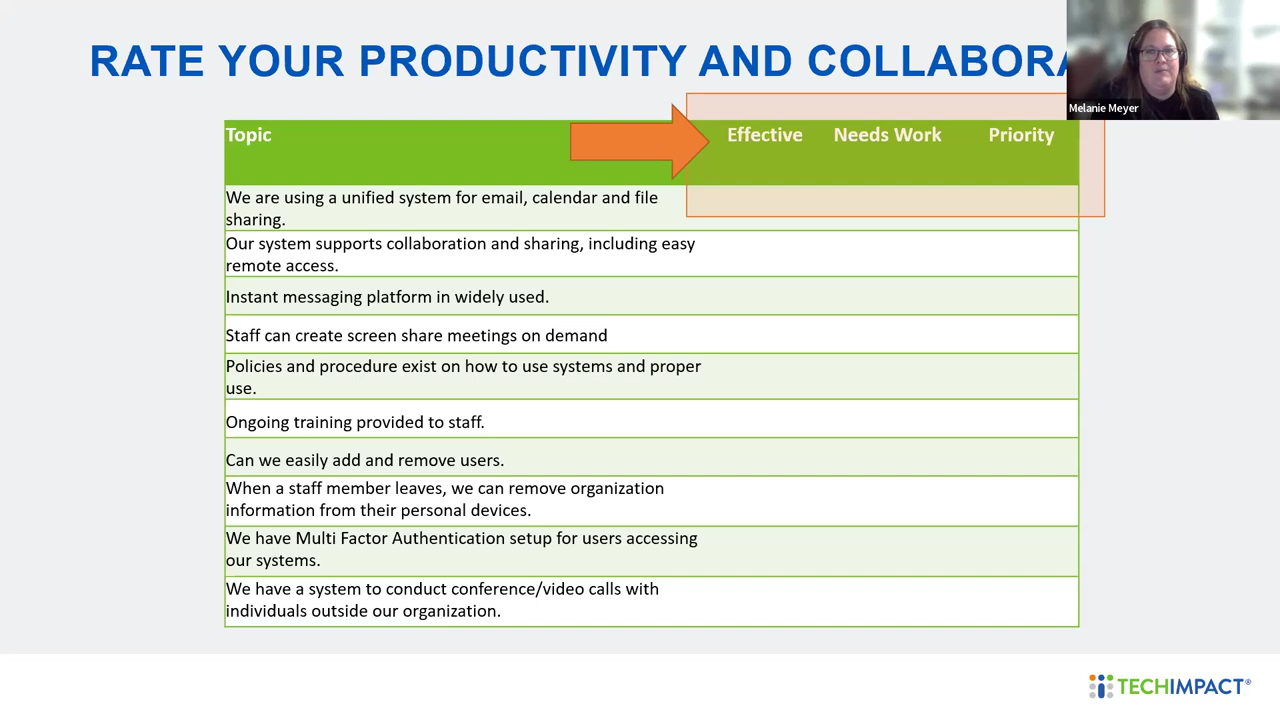 RATE YOUR PRODUCTIVITY AND COLLABORA
Melanie Meyer
Topic Effective Needs Work Priority
We are using a unified system for email, calendar and file
sharing.
Our system supports collaboration and sharing, including easy
remote access.
Instant messaging platform in widely used.
Staff can create screen share meetings on demand
Policies and procedure exist on how to use systems and proper
use.
Ongoing training provided to staff.
Can we easily add and remove users.
When a staff member leaves, we can remove organization
information from their personal devices.
We have Multi Factor Authentication setup for users accessing
our systems.
We have a system to conduct conference/video calls with
individuals outside our organization.
TECHIMPACT®